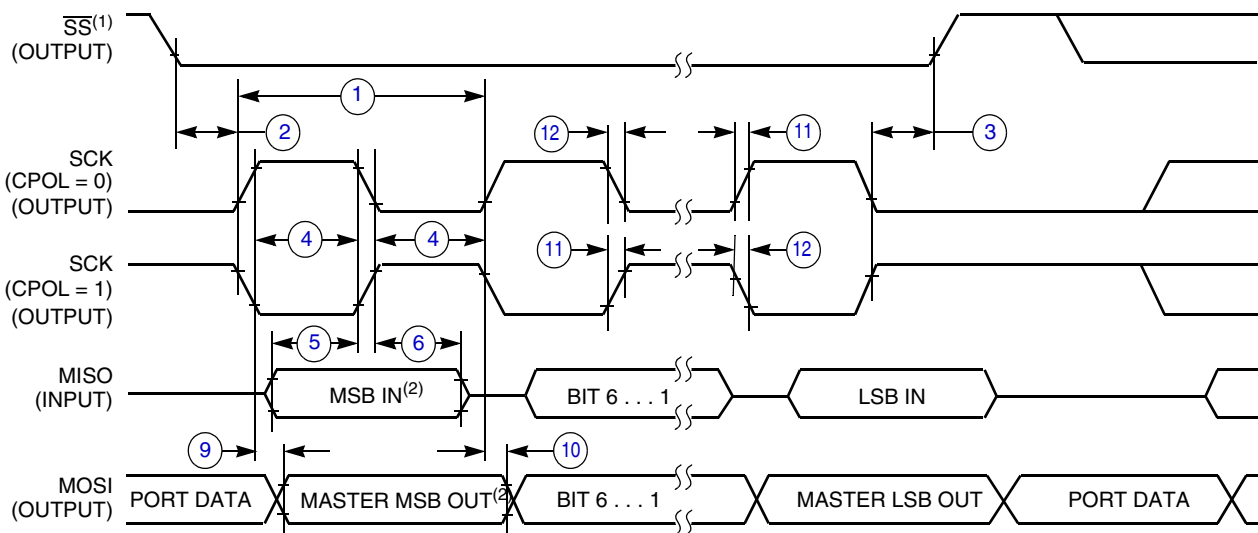 SS(1)
(OUTPUT)
1
2
12
11
3
SCK
(CPOL = 0)
(OUTPUT)
4
4
11
12
SCK
(CPOL = 1)
(OUTPUT)
5
6
MISO
(INPUT)
MSB IN(2)
BIT 6 . . . 1
LSB IN
9
10
MOSI
(OUTPUT)
PORT DATA
MASTER MSB OUT(2)
BIT 6 . . . 1
MASTER LSB OUT
PORT DATA